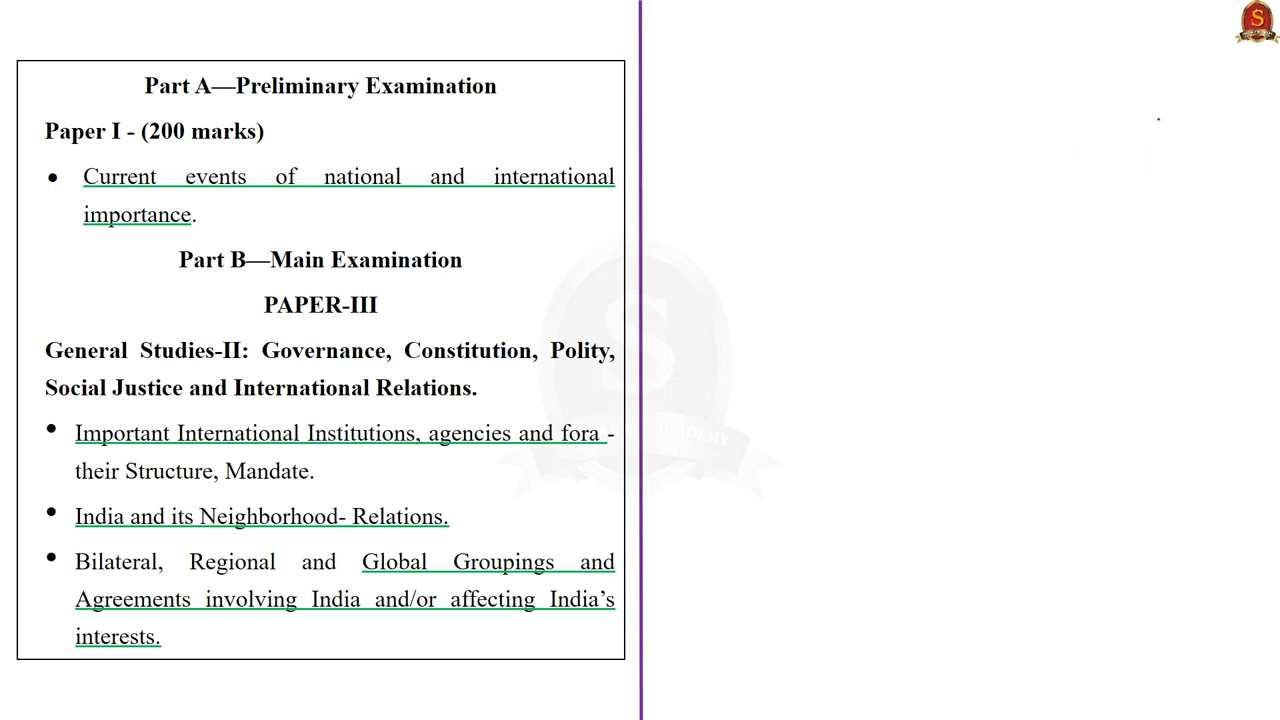 Part A—Preliminary Examination
Paper I - (200 marks)
● Current events of national and international
importance.
Part B—Main Examination
PAPER-III
General Studies-II: Governance, Constitution, Polity,
Social Justice and International Relations.
• Important International Institutions, agencies and fora -
their Structure, Mandate.
• India and its Neighborhood- Relations.
• Bilateral, Regional and Global Groupings and
Agreements involving India and/or affecting India’s
interests.
S